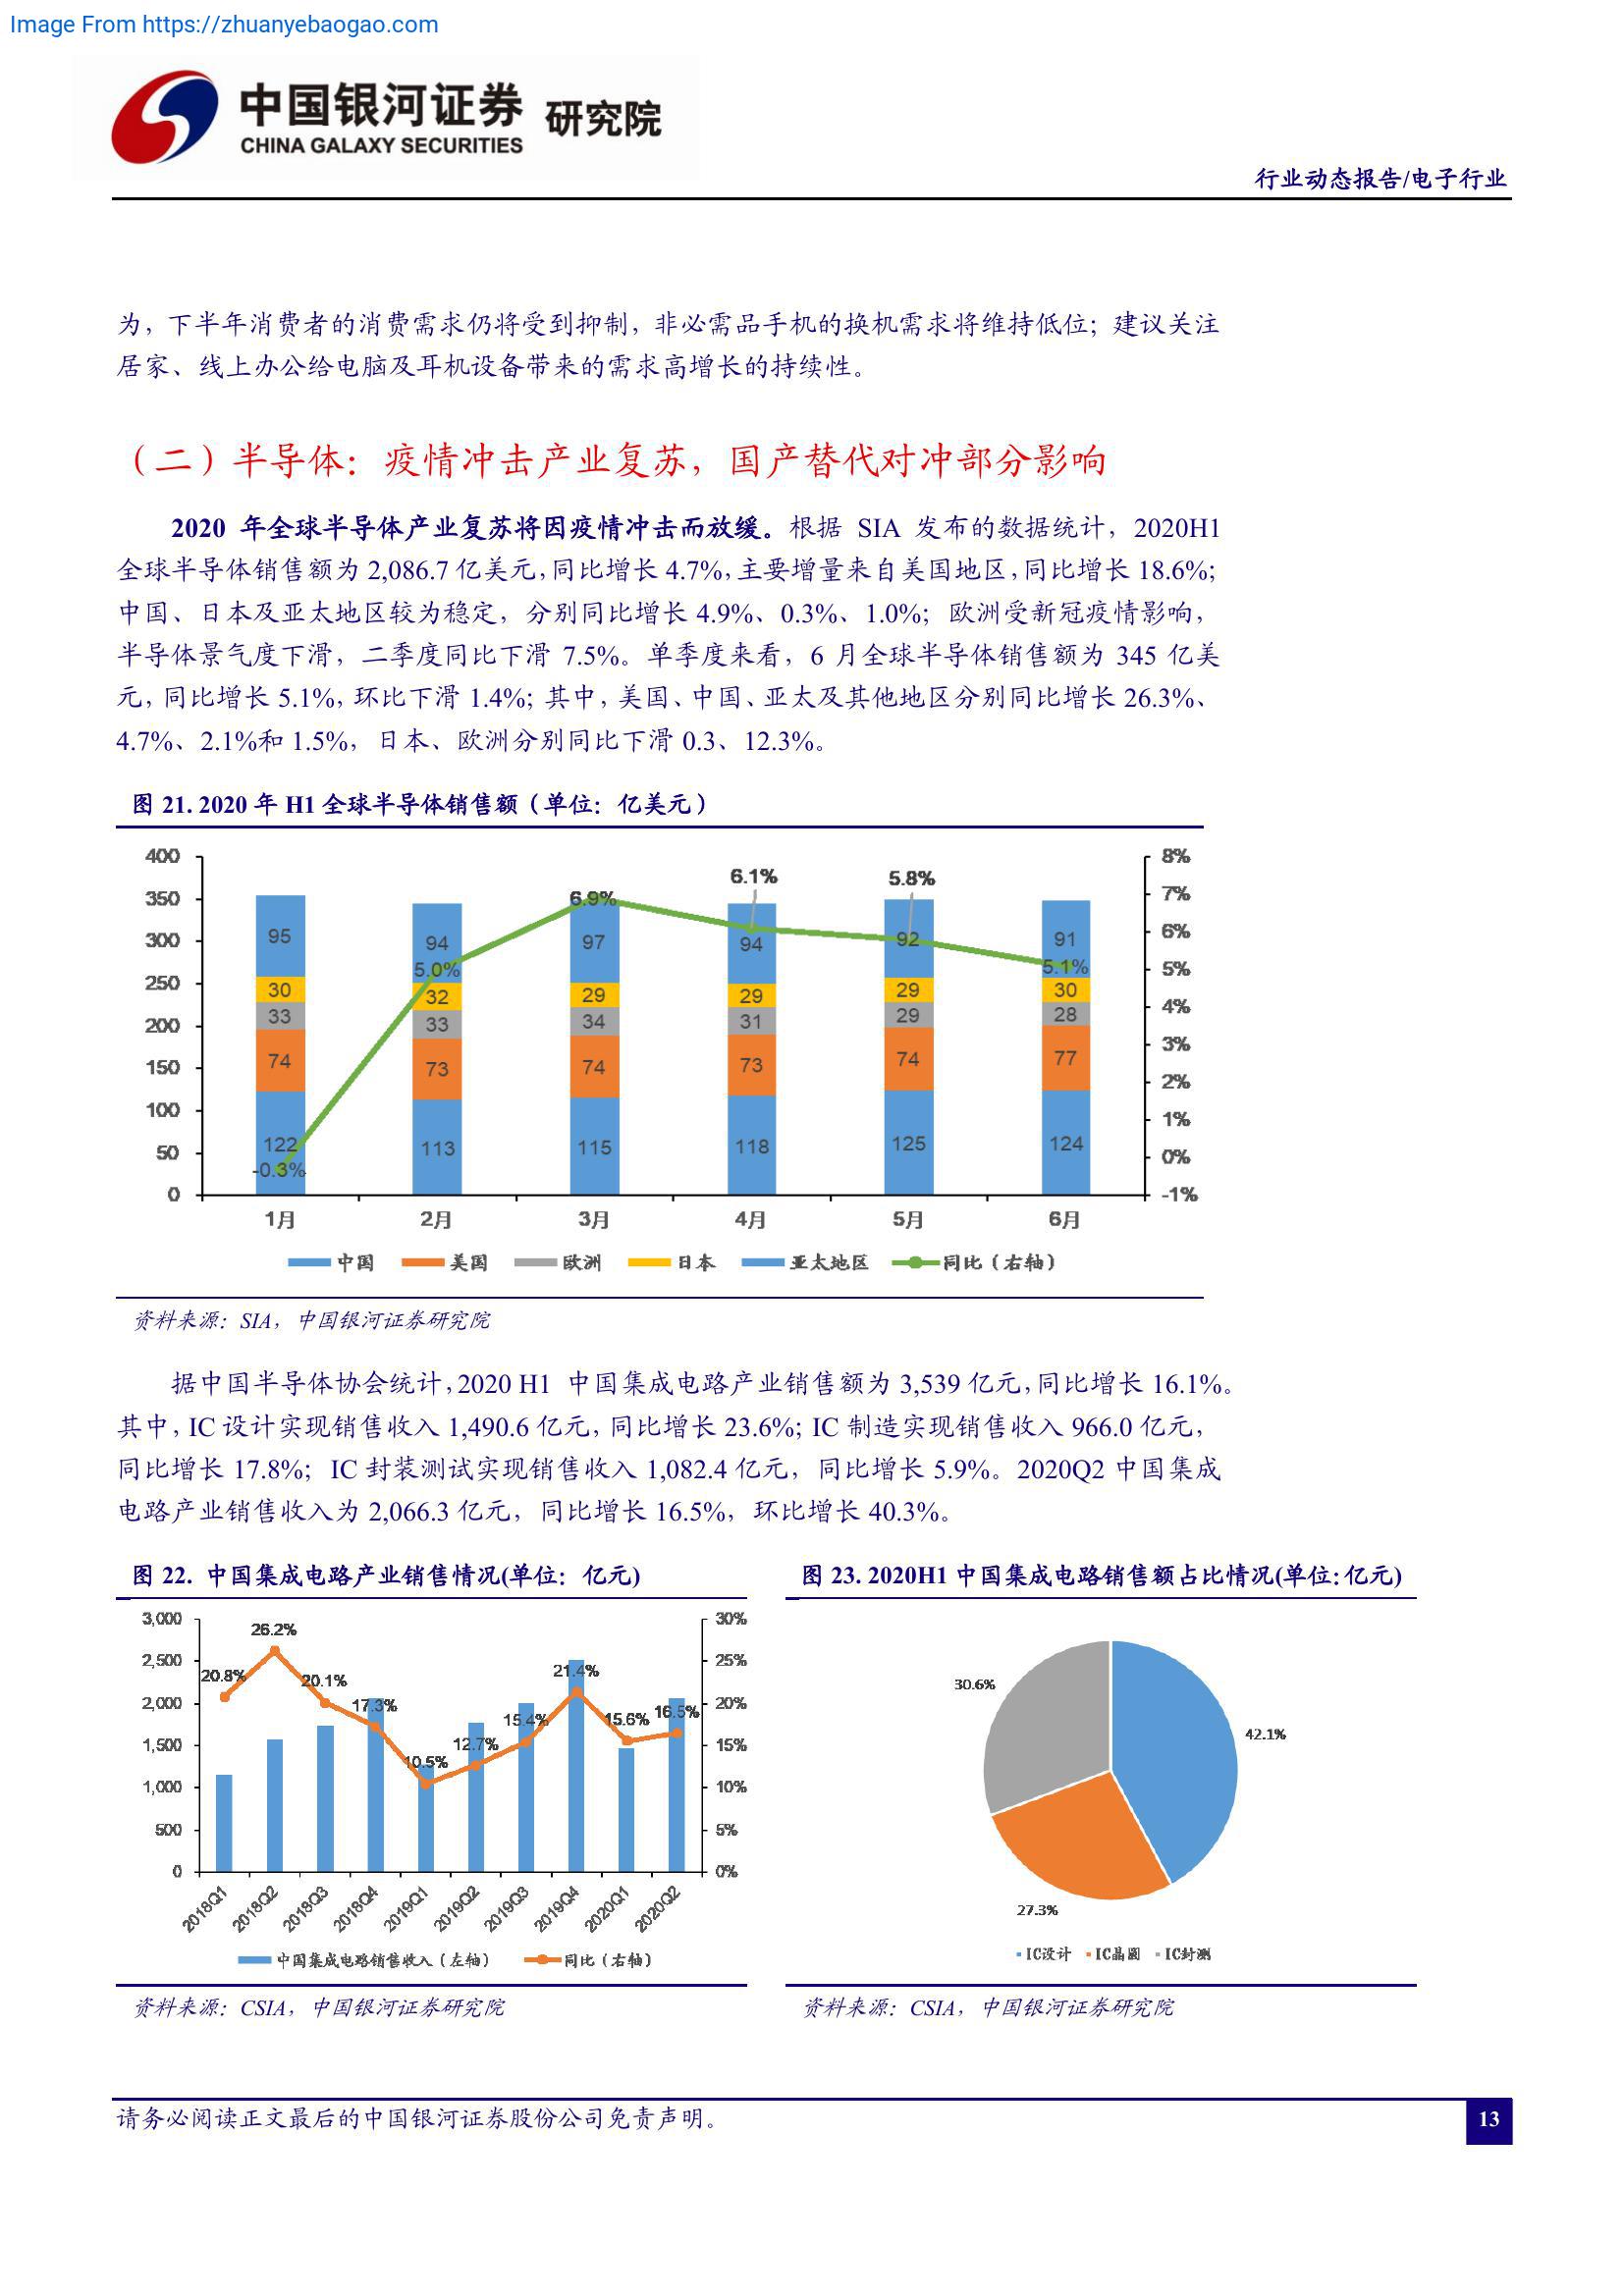 Image From https://zhuanyebaogao.com
中国银河证券 研究院
CHINA GALAXY SECURITIES
行业动态报告/电子行业
为，下半年消费者的消费需求仍将受到抑制，非必需品手机的换机需求将维持低位；建议关注
居家、线上办公给电脑及耳机设备带来的需求高增长的持续性。
（二）半导体：疫情冲击产业复苏，国产替代对冲部分影响
2020 年全球半导体产业复苏将因疫情冲击而放缓。根据 SIA 发布的数据统计，2020H1
全球半导体销售额为 2,086.7 亿美元，同比增长 4.7%，主要增量来自美国地区，同比增长 18.6%；
中国、日本及亚太地区较为稳定，分别同比增长 4.9%、0.3%、1.0%；欧洲受新冠疫情影响，
半导体景气度下滑，二季度同比下滑 7.5%。单季度来看，6 月全球半导体销售额为 345 亿美
元，同比增长 5.1%，环比下滑 1.4%；其中，美国、中国、亚太及其他地区分别同比增长 26.3%、
4.7%、2.1%和 1.5%，日本、欧洲分别同比下滑 0.3、12.3%。
图 21. 2020 年 H1 全球半导体销售额（单位：亿美元）
400
350
300
250
200
150
100
50
0
8%
7%
6%
5%
4%
3%
2%
1%
0%
-1%
95 94 97 94 92 91
30 32 29 29 29 30
33 33 34 31 29 28
74 73 74 73 74 77
122 113 115 118 125 124
-0.3% 5.0% 6.9% 6.1% 5.8% 5.1%
1月 2月 3月 4月 5月 6月
中国 美国 欧洲 日本 亚太地区 同比（右轴）
资料来源：SIA，中国银河证券研究院
据中国半导体协会统计，2020 H1 中国集成电路产业销售额为 3,539 亿元，同比增长 16.1%。
其中，IC 设计实现销售收入 1,490.6 亿元，同比增长 23.6%；IC 制造实现销售收入 966.0 亿元，
同比增长 17.8%；IC 封装测试实现销售收入 1,082.4 亿元，同比增长 5.9%。2020Q2 中国集成
电路产业销售收入为 2,066.3 亿元，同比增长 16.5%，环比增长 40.3%。
图 22. 中国集成电路产业销售情况(单位：亿元)
3,000
2,500
2,000
1,500
1,000
500
0
30%
25%
20%
15%
10%
5%
0%
20.8% 26.2% 20.1% 17.3% 10.5% 12.7% 15.4% 21.4% 15.6% 16.5%
2018Q1 2018Q2 2018Q3 2018Q4 2019Q1 2019Q2 2019Q3 2019Q4 2020Q1 2020Q2
中国集成电路销售收入（左轴） 同比（右轴）
资料来源：CSIA，中国银河证券研究院
图 23. 2020H1 中国集成电路销售额占比情况(单位:亿元)
30.6%
42.1%
27.3%
IC设计 IC晶圆 IC封测
资料来源：CSIA，中国银河证券研究院
请务必阅读正文最后的中国银河证券股份公司免责声明。
13